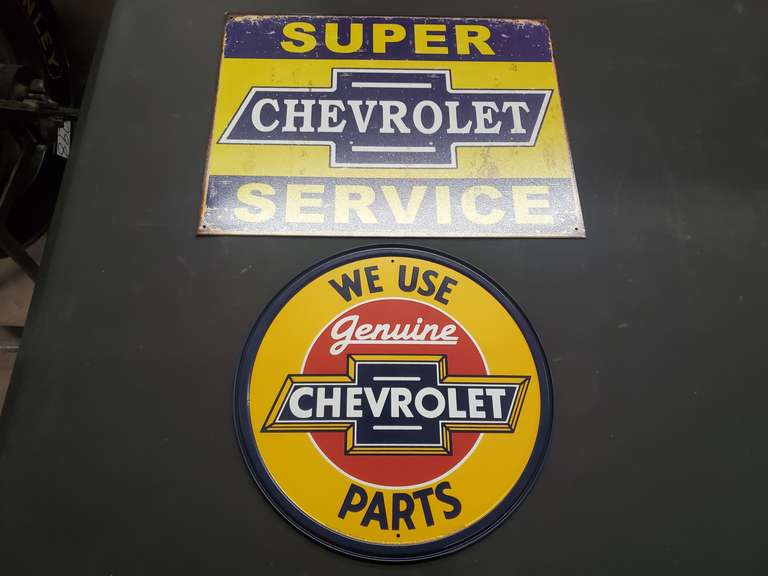 SUPER
CHEVROLET
SERVICE
WE USE
Genuine
CHEVROLET
PARTS